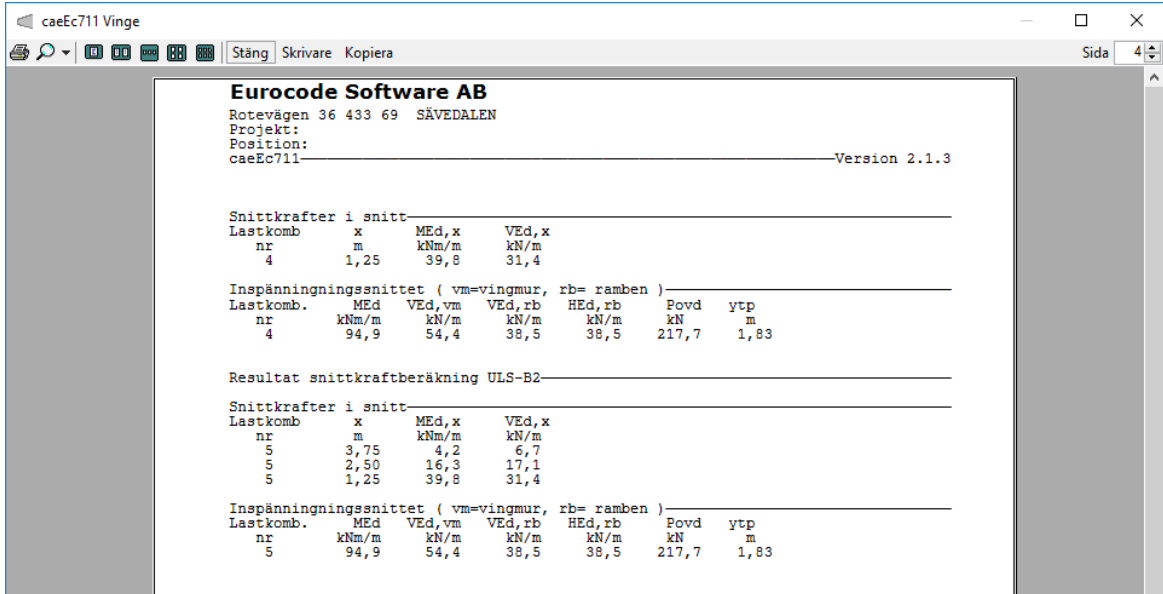 caeEc711 Vinge
Stäng Skrivare Kopiera Sida 4
Eurocode Software AB
Rotevägen 36 433 69 SÄVEDALEN
Projekt:
Position:
caeEc711 Version 2.1.3
Snittkrafter i snitt
Lastkomb x MEd,x VEd,x
nr m kNm/m kN/m
4 1,25 39,8 31,4
Inspänningningssnittet ( vm=vingmur, rb= ramben )
Lastkomb. MEd VEd,vm VEd,rb HEd,rb Povd ytp
nr kNm/m kN/m kN/m kN/m kN m
4 94,9 54,4 38,5 38,5 217,7 1,83
Resultat snittkraftberäkning ULS-B2
Snittkrafter i snitt
Lastkomb x MEd,x VEd,x
nr m kNm/m kN/m
5 3,75 4,2 6,7
5 2,50 16,3 17,1
5 1,25 39,8 31,4
Inspänningningssnittet ( vm=vingmur, rb= ramben )
Lastkomb. MEd VEd,vm VEd,rb HEd,rb Povd ytp
nr kNm/m kN/m kN/m kN/m kN m
5 94,9 54,4 38,5 38,5 217,7 1,83